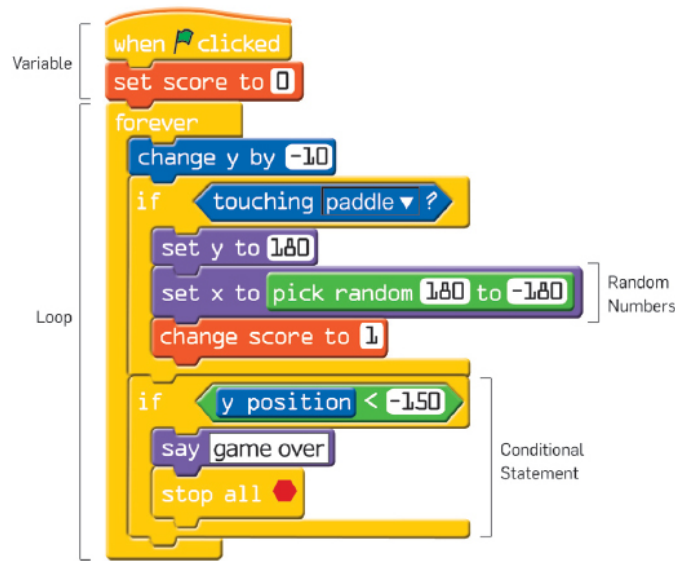 when clicked
Variable
set score to 0
forever
change y by -10
if touching paddle ?
set y to 180
set x to pick random 180 to -180
Random
Numbers
Loop
change score to 1
if y position < -150
say game over
Conditional
Statement
stop all